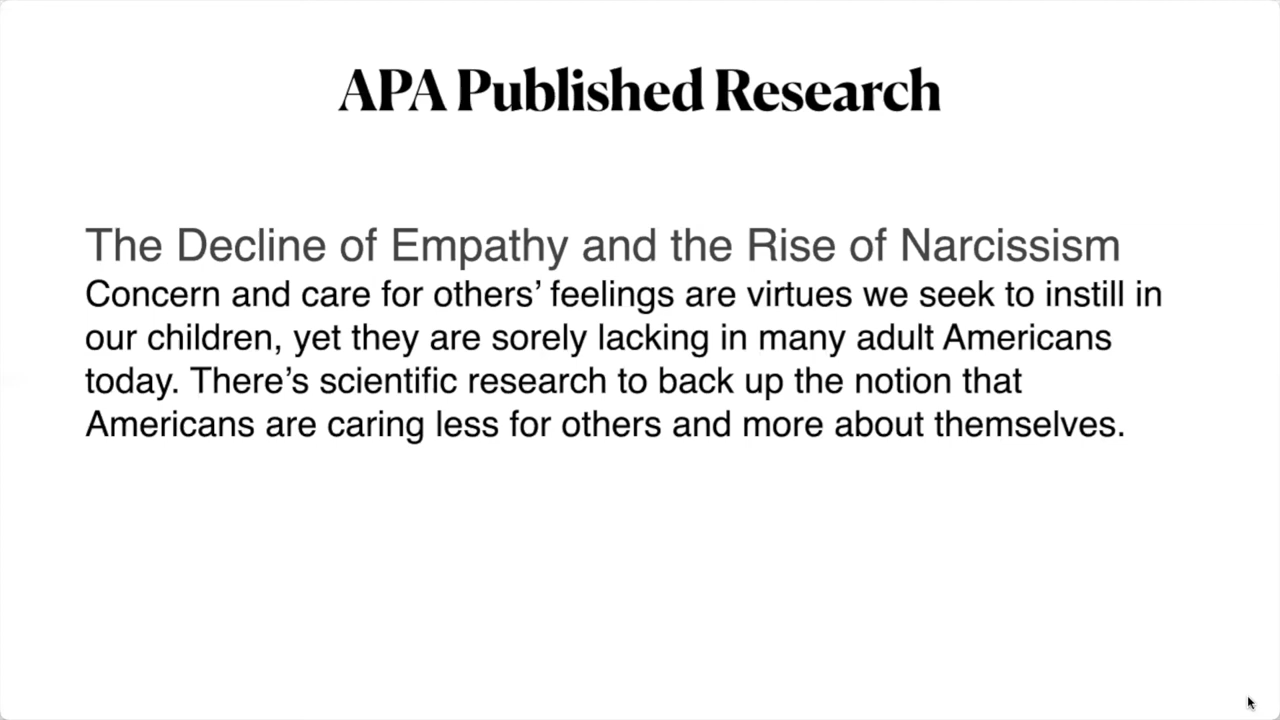 APA Published Research
The Decline of Empathy and the Rise of Narcissism
Concern and care for others’ feelings are virtues we seek to instill in
our children, yet they are sorely lacking in many adult Americans
today. There’s scientific research to back up the notion that
Americans are caring less for others and more about themselves.